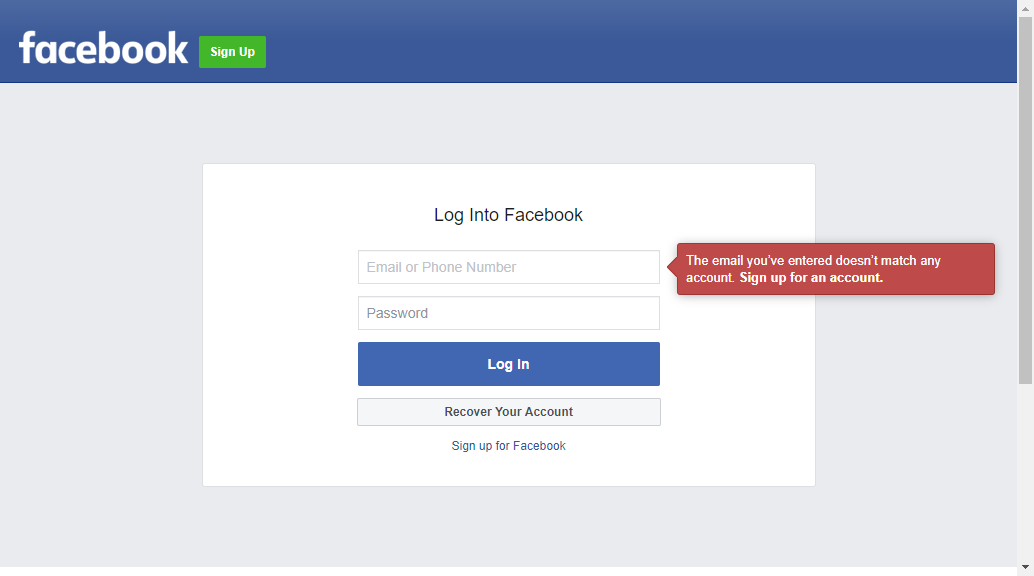 facebook
Sign Up
Log Into Facebook
Email or Phone Number
The email you’ve entered doesn’t match any
account. Sign up for an account.
Password
Log In
Recover Your Account
Sign up for Facebook